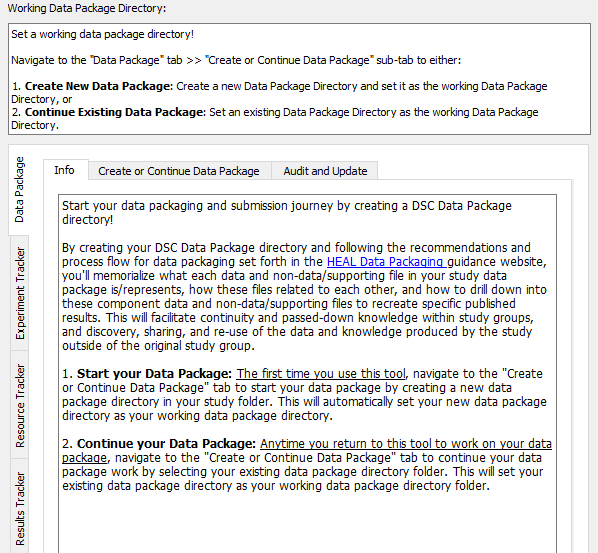 Working Data Package Directory:
Set a working data package directory!
Navigate to the "Data Package" tab >> "Create or Continue Data Package" sub-tab to either:
1. Create New Data Package: Create a new Data Package Directory and set it as the working Data Package
Directory, or
2. Continue Existing Data Package: Set an existing Data Package Directory as the working Data Package
Directory.
Data Package
Experiment Tracker
Resource Tracker
Results Tracker
Info
Create or Continue Data Package
Audit and Update
Start your data packaging and submission journey by creating a DSC Data Package
directory!
By creating your DSC Data Package directory and following the recommendations and
process flow for data packaging set forth in the HEAL Data Packaging guidance website,
you'll memorialize what each data and non-data/supporting file in your study data
package is/represents, how these files related to each other, and how to drill down into
these component data and non-data/supporting files to recreate specific published
results. This will facilitate continuity and passed-down knowledge within study groups,
and discovery, sharing, and re-use of the data and knowledge produced by the study
outside of the original study group.
1. Start your Data Package: The first time you use this tool, navigate to the "Create
or Continue Data Package" tab to start your data package by creating a new data
package directory in your study folder. This will automatically set your new data package
directory as your working data package directory.
2. Continue your Data Package: Anytime you return to this tool to work on your data
package, navigate to the "Create or Continue Data Package" tab to continue your data
package work by selecting your existing data package directory folder. This will set your
existing data package directory as your working data package directory folder.